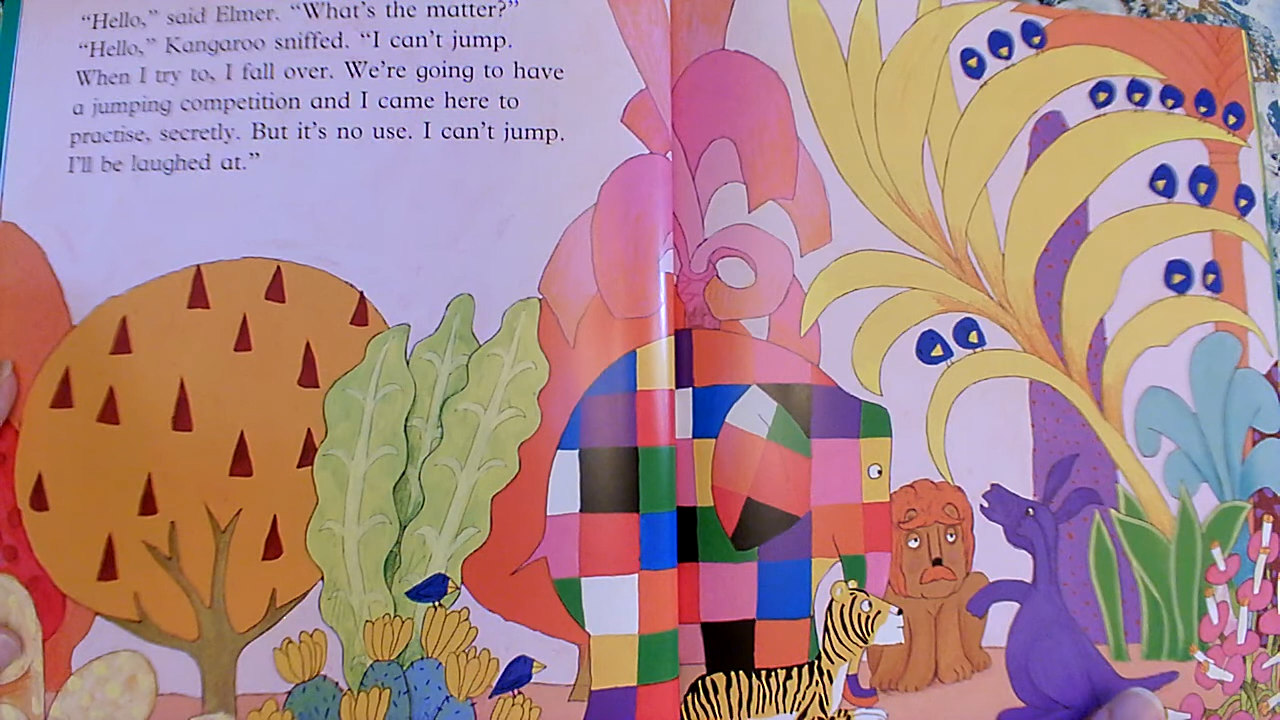 “Hello,” said Elmer. “What’s the matter?”
“Hello,” Kangaroo sniffed. “I can’t jump.
When I try to, I fall over. We’re going to have
a jumping competition and I came here to
practise, secretly. But it’s no use. I can’t jump.
I’ll be laughed at.”